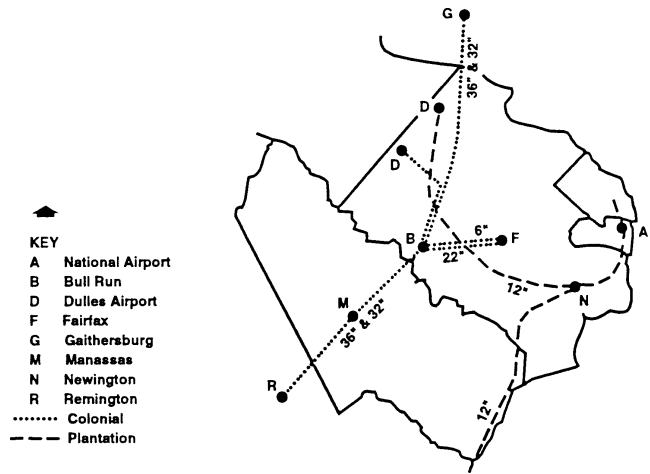 G
36" & 32"
D
D
6"
A
B
F
22"
12"
N
M
36" & 32"
R
12"
KEY
A National Airport
B Bull Run
D Dulles Airport
F Fairfax
G Gaithersburg
M Manassas
N Newington
R Remington
Colonial
Plantation